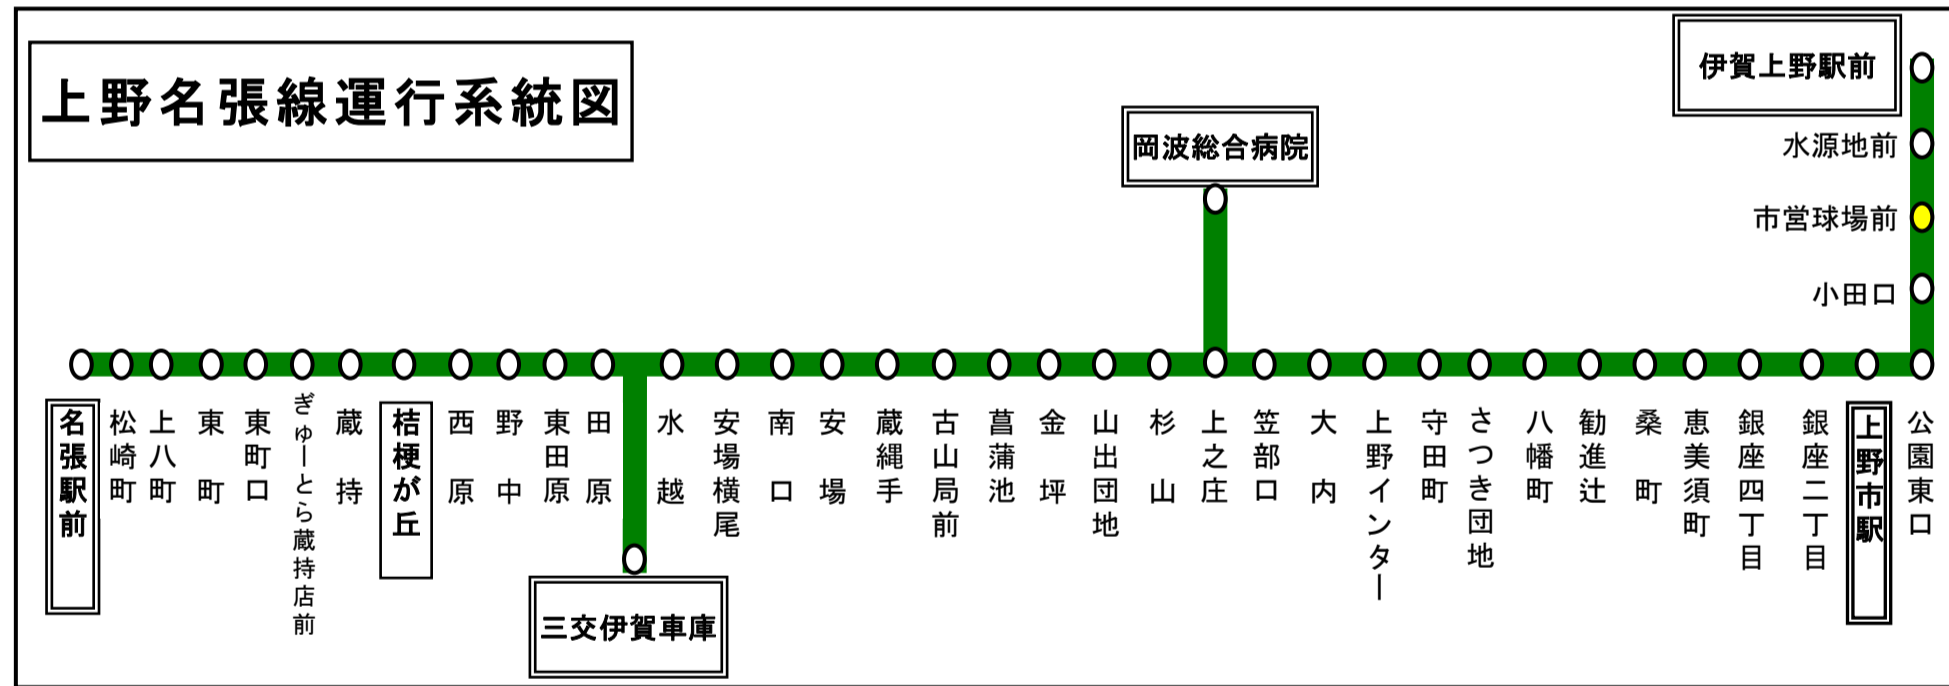 上野名張線運行系統図
伊賀上野駅前
水源地前
市営球場前
小田口
岡波総合病院
名張駅前
松崎町
上八町
東町
東町口
ぎゅーとら蔵持店前
蔵持
桔梗が丘
西原
野中
東田原
田原
三交伊賀車庫
水越
安場横尾
南口
安場
蔵縄手
古山局前
菖蒲池
金坪
山出団地
杉山
上之庄
笠部口
大内
上野インター
守田町
さつき団地
八幡町
勧進辻
桑町
恵美須町
銀座四丁目
銀座二丁目
上野市駅
公園東口